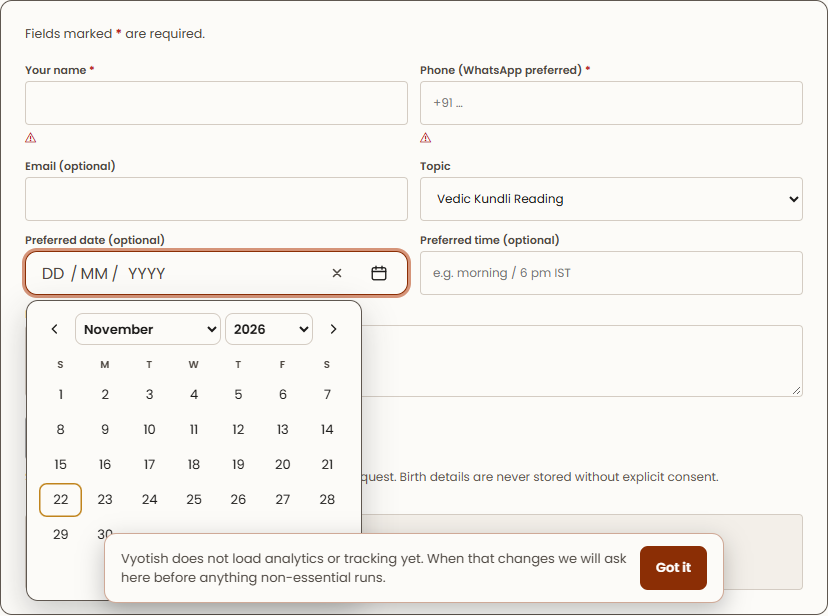 Fields marked * are required.
Your name *
Phone (WhatsApp preferred) *
+91 ...
Email (optional)
Topic
Vedic Kundli Reading
Preferred date (optional)
Preferred time (optional)
DD / MM / YYYY
e.g. morning / 6 pm IST
November 2026
S M T W T F S
1 2 3 4 5 6 7
8 9 10 11 12 13 14
15 16 17 18 19 20 21
quest. Birth details are never stored without explicit consent.
22 23 24 25 26 27 28
29 30
Vyotish does not load analytics or tracking yet. When that changes we will ask
here before anything non-essential runs.
Got it